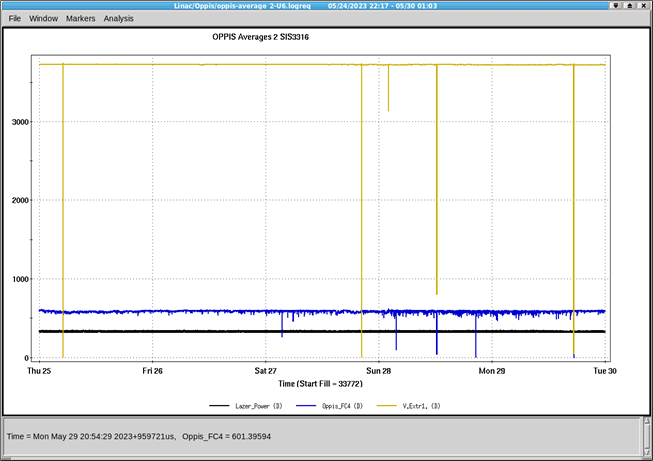 Linac/Oppis/oppis-average 2-U6.logreq 05/24/2023 22:17 - 05/30 01:03
File Window Markers Analysis
OPPIS Averages 2 SIS3316
3000
2000
1000
0
Thu 25 Fri 26 Sat 27 Sun 28 Mon 29 Tue 30
Time (Start Fill = 33772)
Lazer_Power (D) Oppis_FC4 (D) V.Extr1. (D)
Time = Mon May 29 20:54:29 2023+959721us, Oppis_FC4 = 601.39594